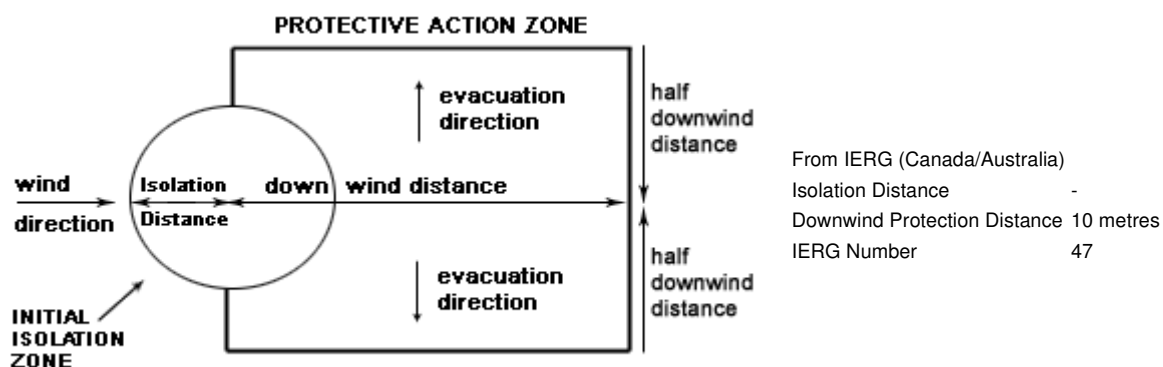 PROTECTIVE ACTION ZONE
evacuation
direction
half
downwind
distance
wind
direction
Isolation
Distance
down wind distance
evacuation
direction
half
downwind
distance
INITIAL
ISOLATION
ZONE
From IERG (Canada/Australia)
Isolation Distance -
Downwind Protection Distance 10 metres
IERG Number 47